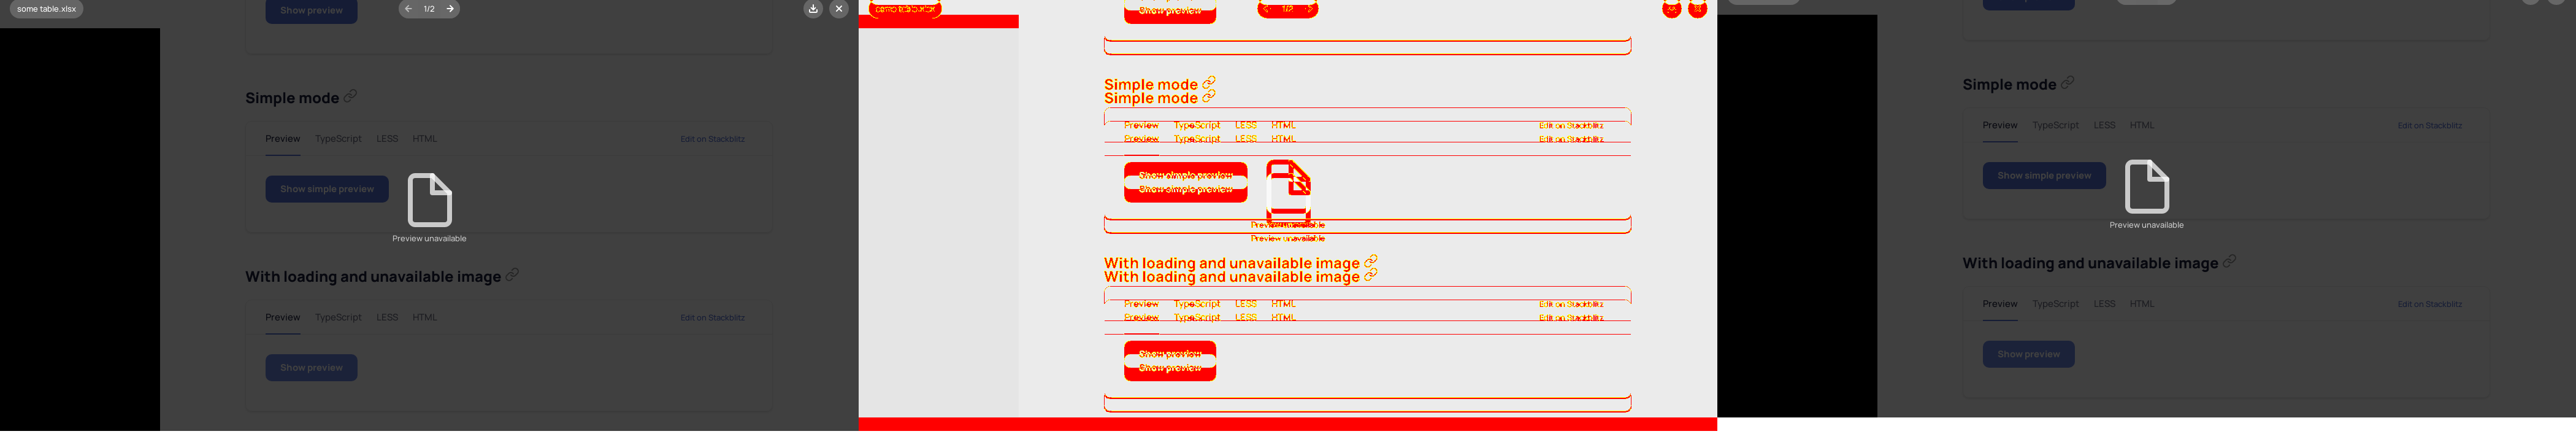 some table.xlsx
1/2
Show preview
Simple mode
Preview TypeScript LESS HTML Edit on Stackblitz
Show simple preview
Preview unavailable
With loading and unavailable image
Preview TypeScript LESS HTML Edit on Stackblitz
Show preview
Show preview
1/2
Simple mode
Simple mode
Preview TypeScript LESS HTML Edit on Stackblitz
Preview TypeScript LESS HTML Edit on Stackblitz
Show simple preview
Show simple preview
Preview unavailable
Preview unavailable
With loading and unavailable image
With loading and unavailable image
Preview TypeScript LESS HTML Edit on Stackblitz
Preview TypeScript LESS HTML Edit on Stackblitz
Show preview
Show preview
Simple mode
Preview TypeScript LESS HTML Edit on Stackblitz
Show simple preview
Preview unavailable
With loading and unavailable image
Preview TypeScript LESS HTML Edit on Stackblitz
Show preview